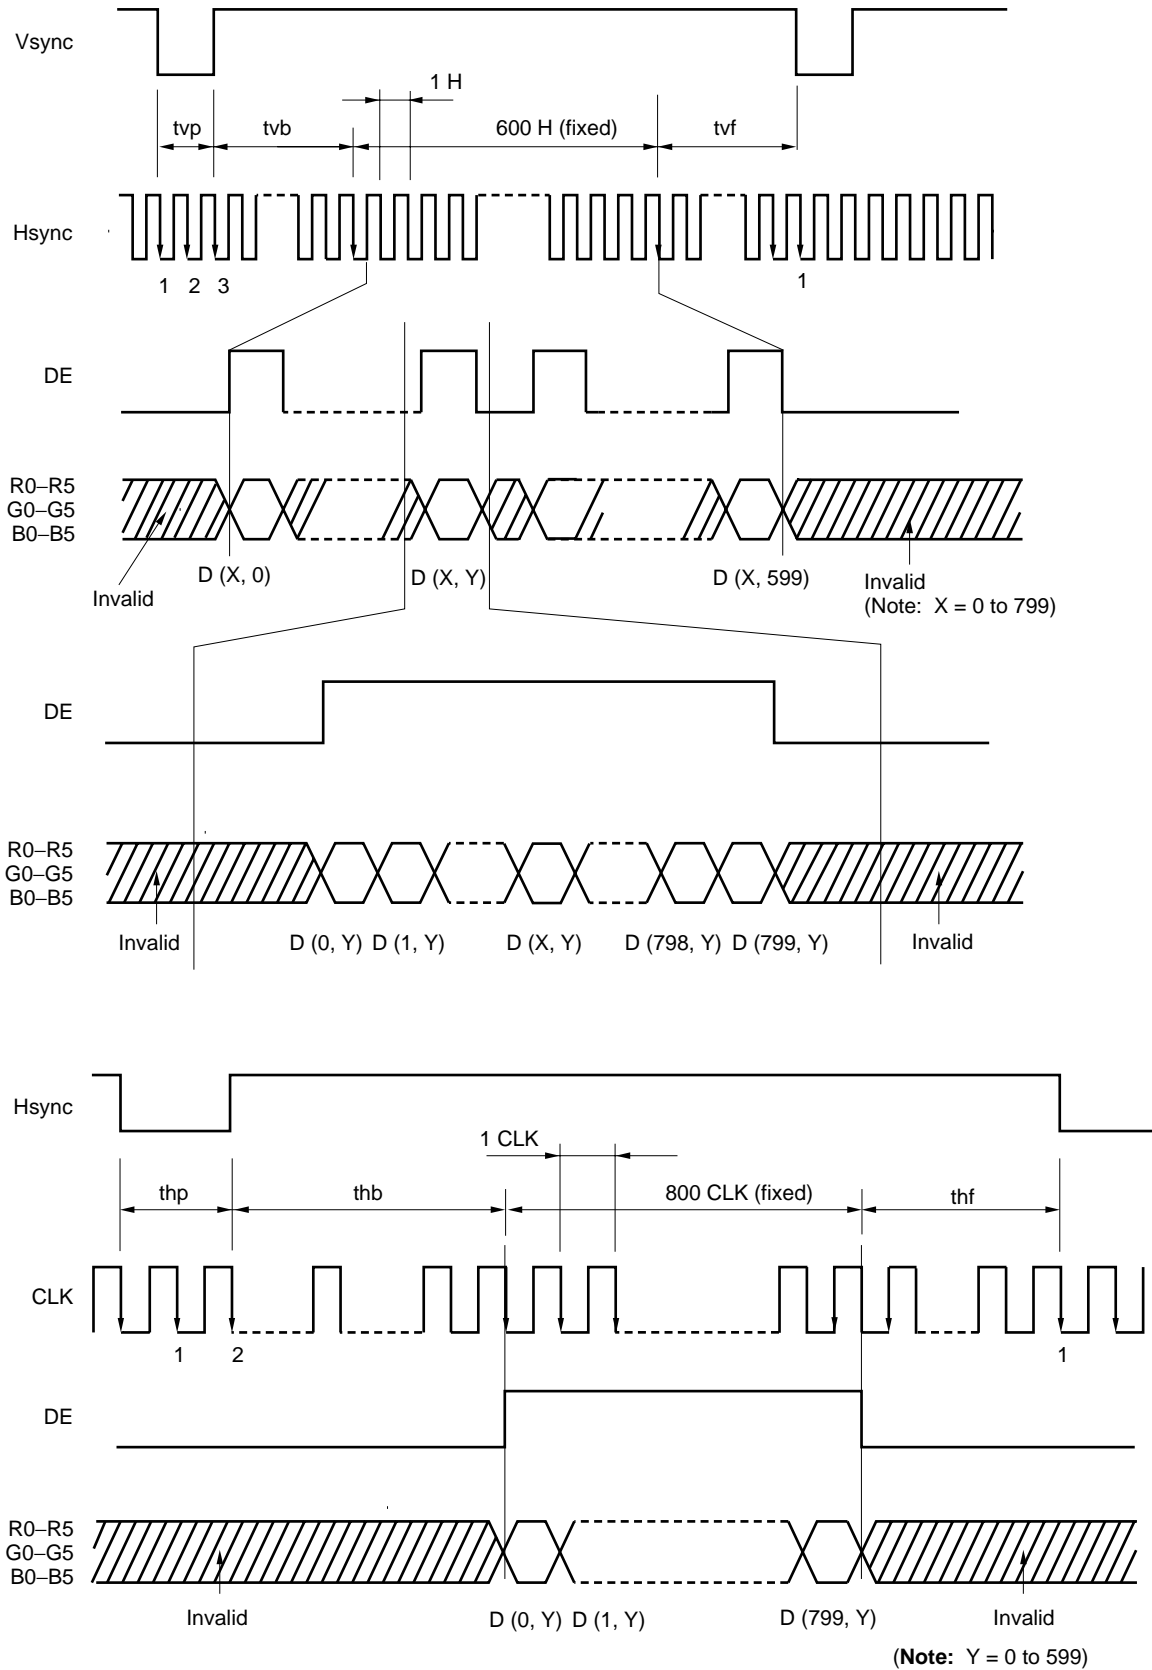 Vsync
1 H
tvp
tvb
600 H (fixed)
tvf
Hsync
1 2 3
1
DE
R0–R5
G0–G5
B0–B5
D (X, 0)
D (X, Y)
D (X, 599)
Invalid
Invalid
(Note: X = 0 to 799)
DE
R0–R5
G0–G5
B0–B5
Invalid
D (0, Y) D (1, Y)
D (X, Y)
D (798, Y) D (799, Y)
Invalid
Hsync
1 CLK
thp
thb
800 CLK (fixed)
thf
CLK
1
2
1
DE
R0–R5
G0–G5
B0–B5
Invalid
D (0, Y) D (1, Y)
D (799, Y)
Invalid
(Note: Y = 0 to 599)